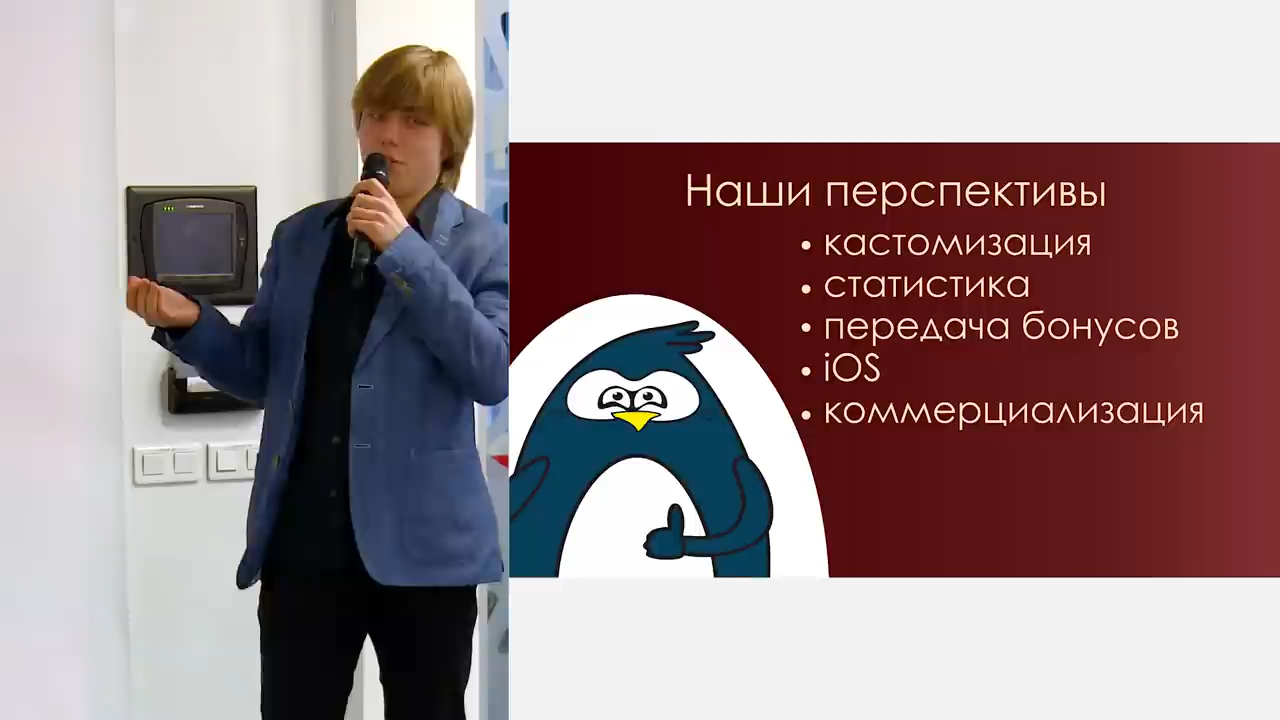 Наши перспективы
• кастомизация
• статистика
• передача бонусов
• iOS
• коммерциализация